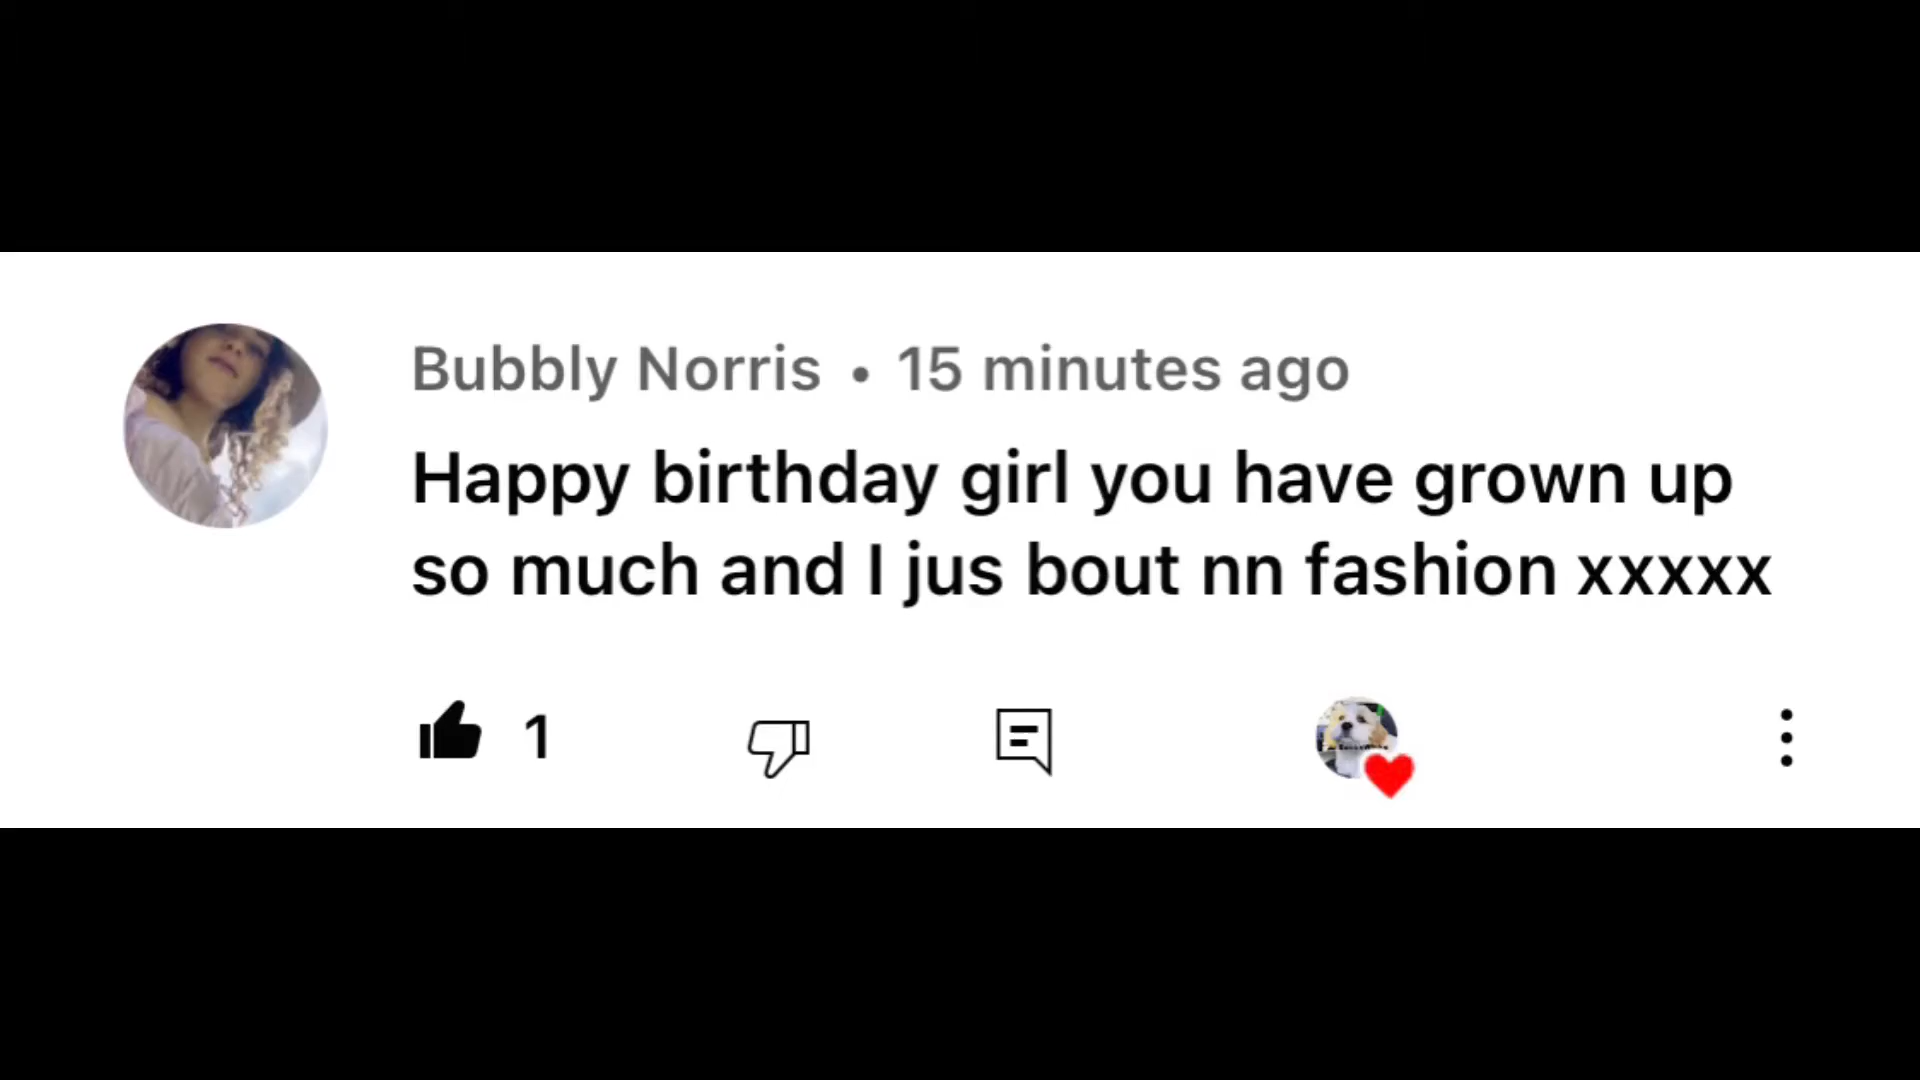 Bubbly Norris • 15 minutes ago
Happy birthday girl you have grown up
so much and I jus bout nn fashion xxxxx
1